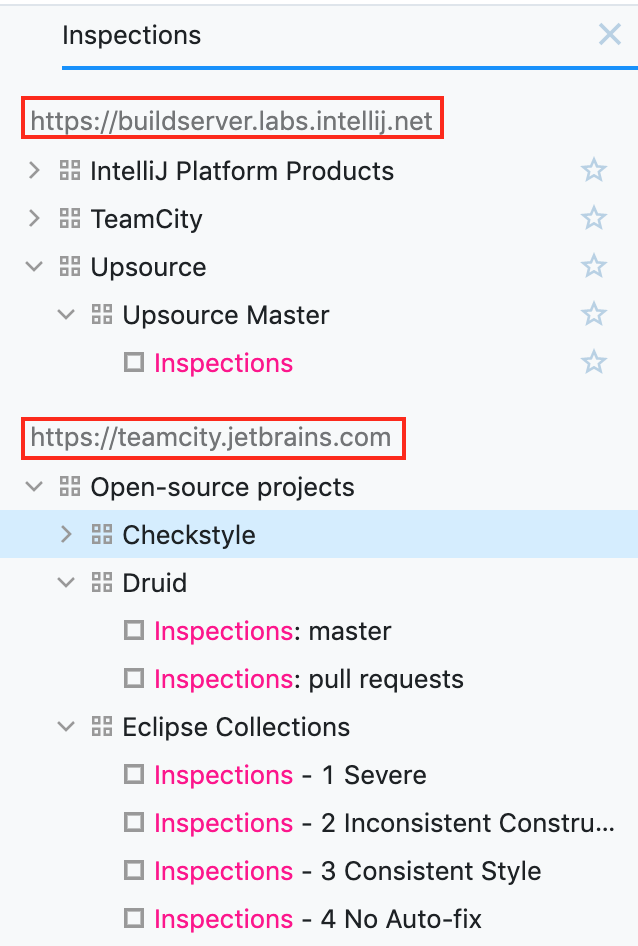 Inspections
https://buildserver.labs.intellij.net
IntelliJ Platform Products
TeamCity
Upsource
Upsource Master
Inspections
https://teamcity.jetbrains.com
Open-source projects
Checkstyle
Druid
Inspections: master
Inspections: pull requests
Eclipse Collections
Inspections - 1 Severe
Inspections - 2 Inconsistent Constru...
Inspections - 3 Consistent Style
Inspections - 4 No Auto-fix